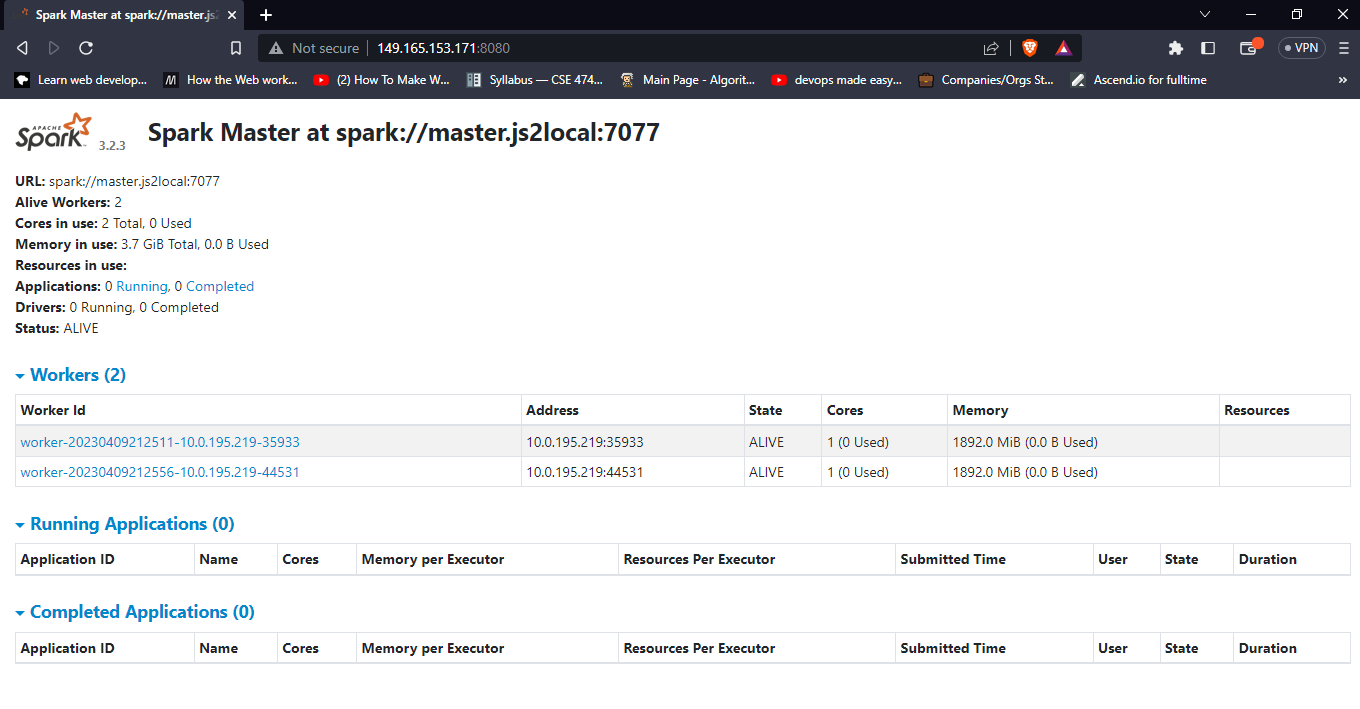 Spark Master at spark://master.js2
Not secure 149.165.153.171:8080 VPN
Learn web develop... How the Web work... (2) How To Make W... Syllabus — CSE 474... Main Page - Algorit... devops made easy... Companies/Orgs St... Ascend.io for fulltime »
APACHE Spark 3.2.3 Spark Master at spark://master.js2local:7077
URL: spark://master.js2local:7077
Alive Workers: 2
Cores in use: 2 Total, 0 Used
Memory in use: 3.7 GiB Total, 0.0 B Used
Resources in use:
Applications: 0 Running, 0 Completed
Drivers: 0 Running, 0 Completed
Status: ALIVE
Workers (2)
Worker Id Address State Cores Memory Resources
worker-20230409212511-10.0.195.219-35933 10.0.195.219:35933 ALIVE 1 (0 Used) 1892.0 MiB (0.0 B Used)
worker-20230409212556-10.0.195.219-44531 10.0.195.219:44531 ALIVE 1 (0 Used) 1892.0 MiB (0.0 B Used)
Running Applications (0)
Application ID Name Cores Memory per Executor Resources Per Executor Submitted Time User State Duration
Completed Applications (0)
Application ID Name Cores Memory per Executor Resources Per Executor Submitted Time User State Duration